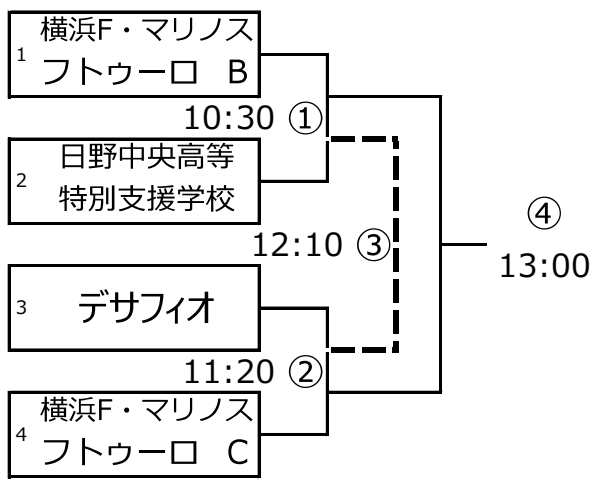 1
横浜F・マリノス
フトゥーロ B
10:30 ①
2
日野中央高等
特別支援学校
12:10 ③
④
13:00
3
デサフィオ
11:20 ②
4
横浜F・マリノス
フトゥーロ C